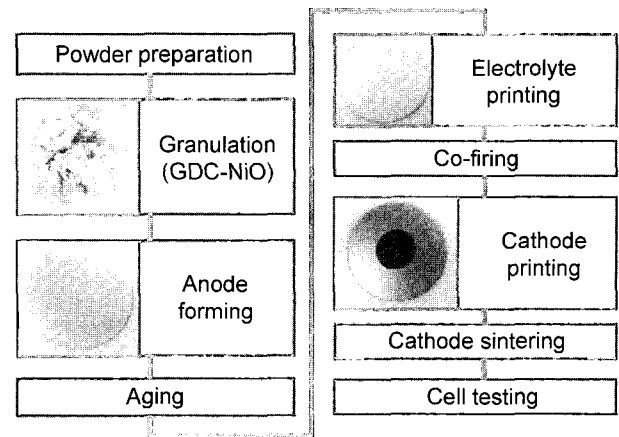 Powder preparation
Granulation
(GDC-NiO)
Anode
forming
Aging
Electrolyte
printing
Co-firing
Cathode
printing
Cathode sintering
Cell testing